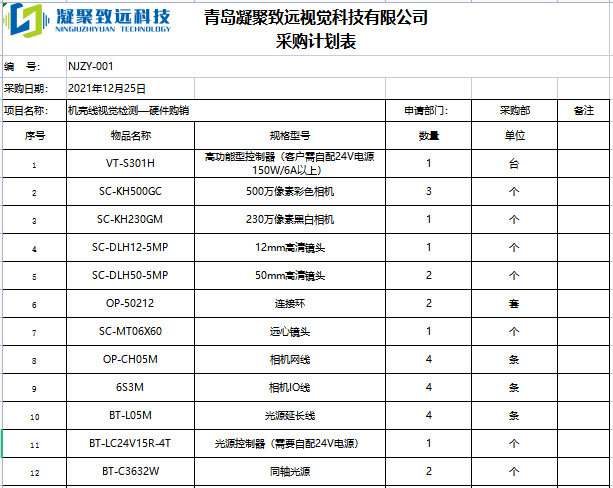 凝聚致远科技
NINGJUZHIYUAN TECHNOLOGY
青岛凝聚致远视觉科技有限公司
采购计划表
编 号： NJZY-001
采购日期： 2021年12月25日
项目名称： 机壳线视觉检测—硬件购销 申请部门： 采购部 备注
序号 物品名称 规格型号 数量 单位
1 VT-S301H 高功能型控制器（客户需自配24V电源
150W/6A以上） 1 台
2 SC-KH500GC 500万像素彩色相机 3 个
3 SC-KH230GM 230万像素黑白相机 1 个
4 SC-DLH12-5MP 12mm高清镜头 1 个
5 SC-DLH50-5MP 50mm高清镜头 2 个
6 OP-50212 连接环 2 套
7 SC-MT06X60 远心镜头 1 个
8 OP-CH05M 相机网线 4 条
9 6S3M 相机IO线 4 条
10 BT-L05M 光源延长线 4 条
11 BT-LC24V15R-4T 光源控制器（需要自配24V电源） 1 个
12 BT-C3632W 同轴光源 2 个